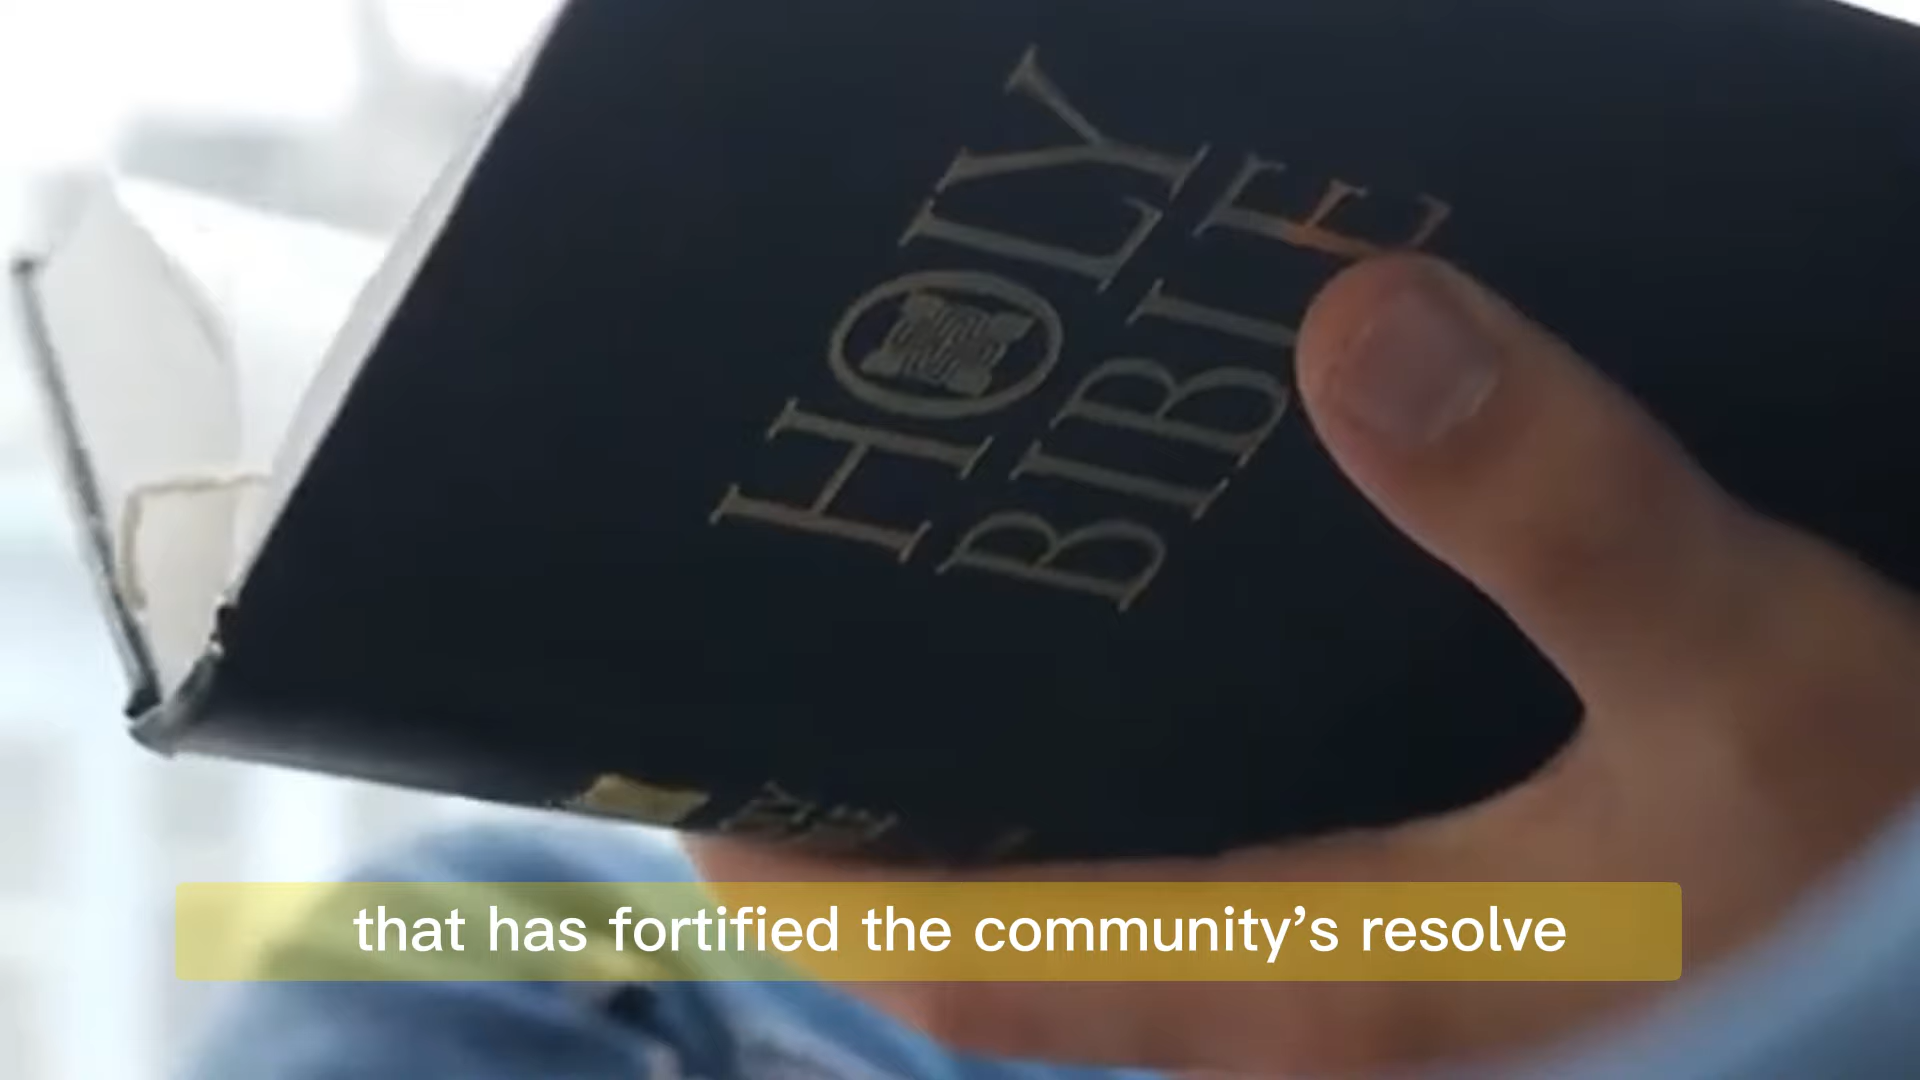 HOLY
BIBLE
that has fortified the community’s resolve